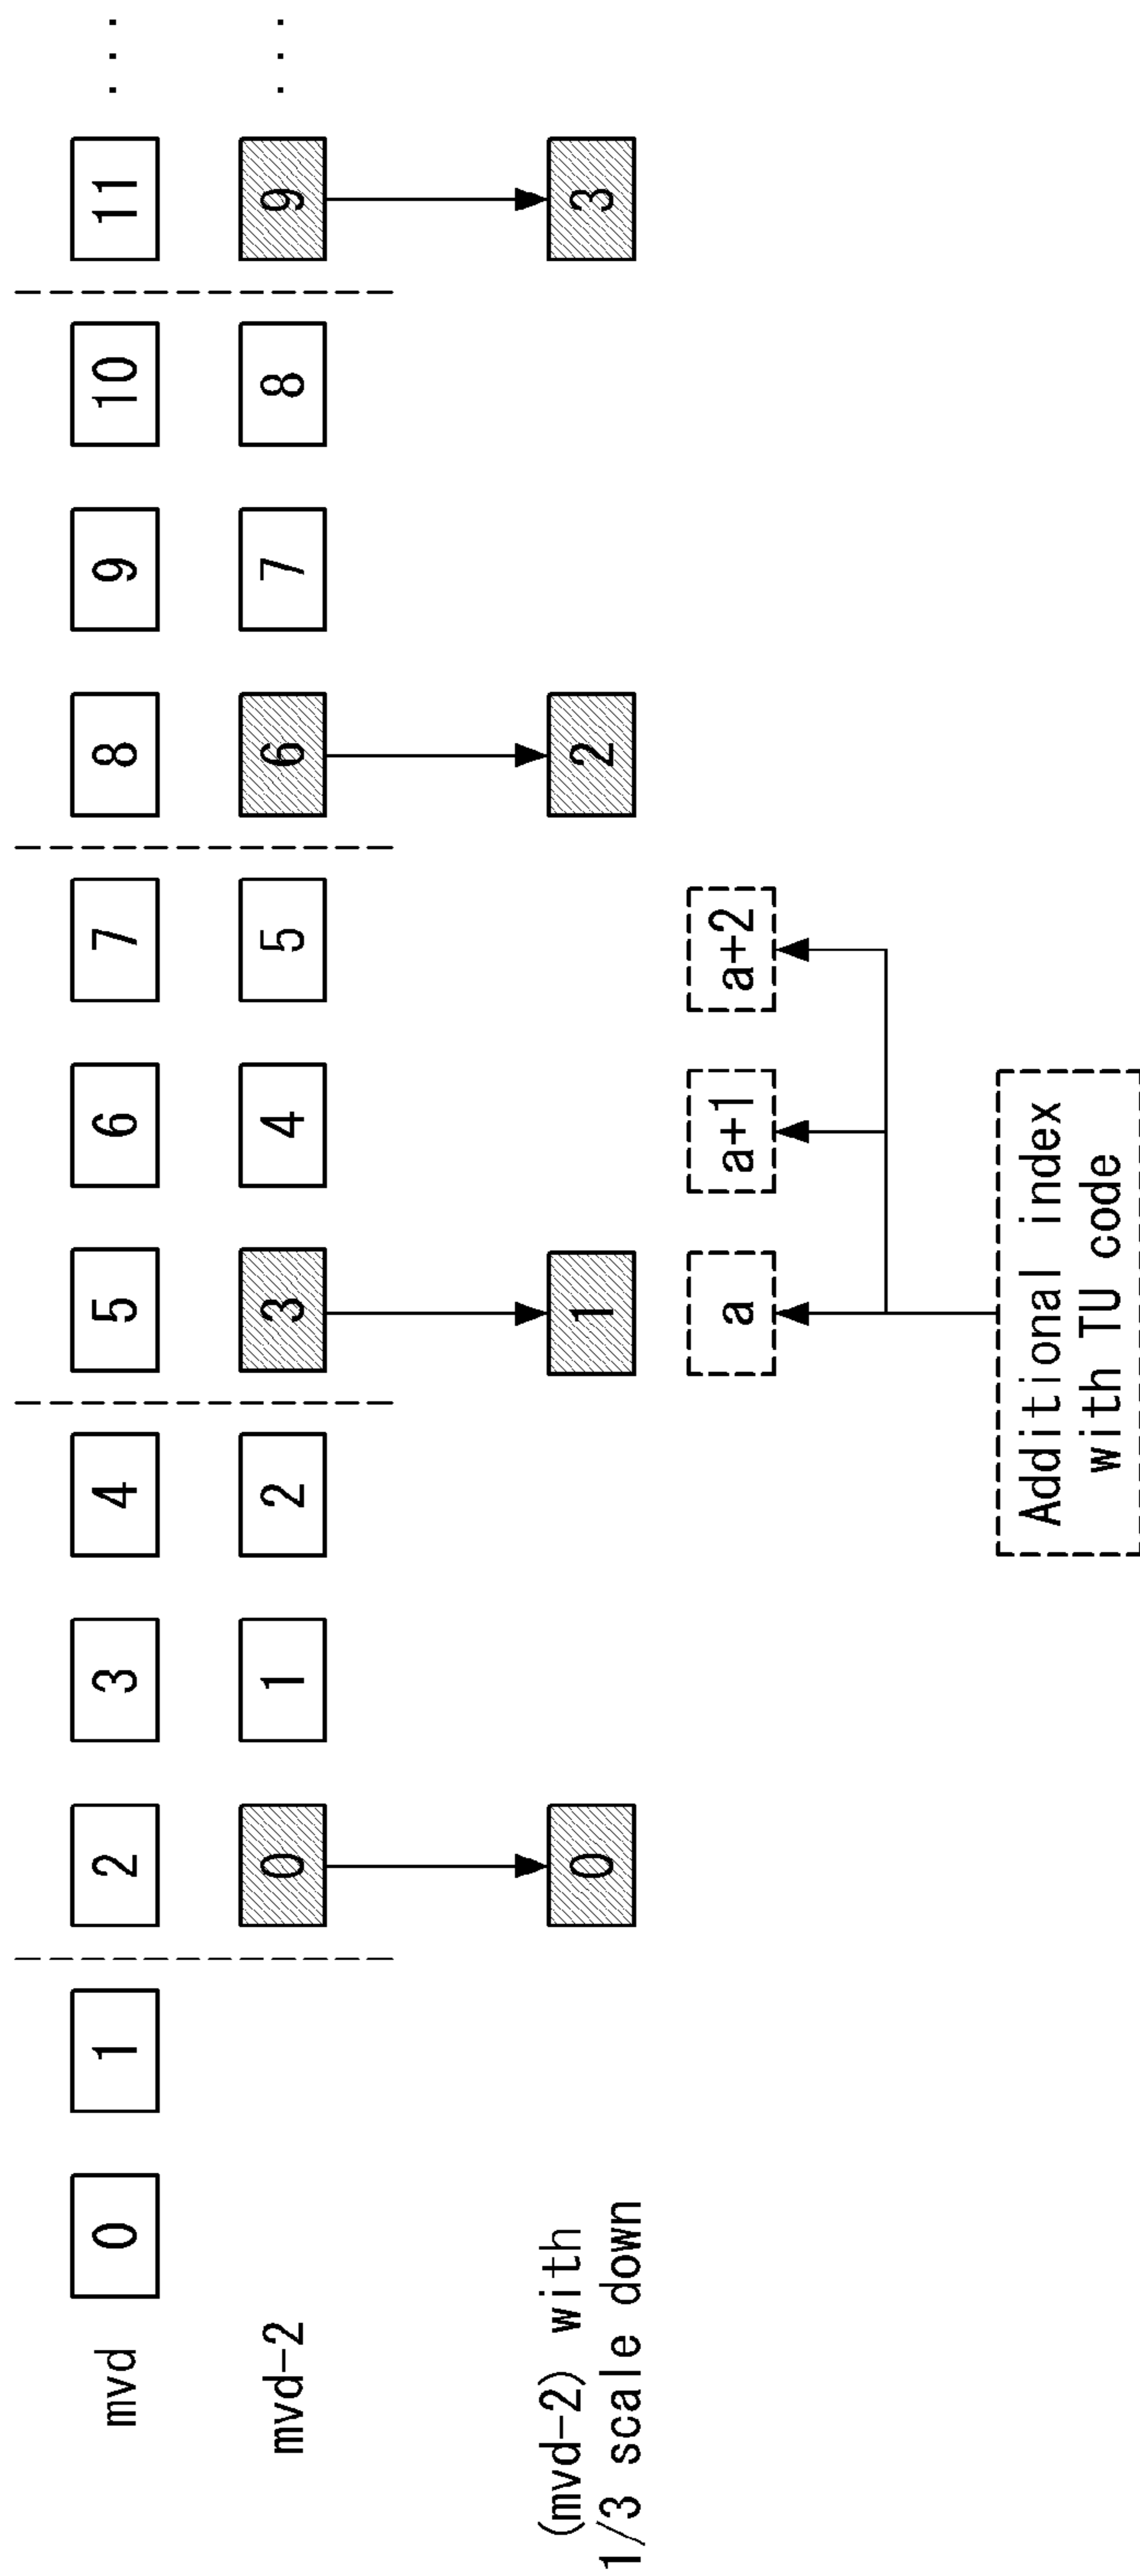 mvd 0 1 2 3 4 5 6 7 8 9 10 11 ...
mvd-2 0 1 2 3 4 5 6 7 8 9 ...
(mvd-2) with
1/3 scale down
0 1 2 3
a a+1 a+2
Additional index
with TU code